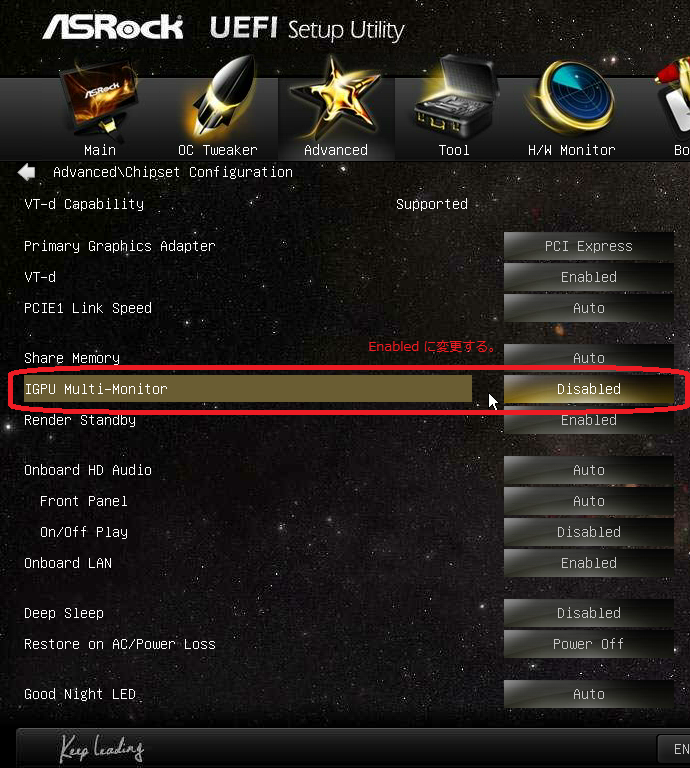 ASRock UEFI Setup Utility
ASRock
Main OC Tweaker Advanced Tool H/W Monitor Bo
Advanced\Chipset Configuration
VT-d Capability Supported
Primary Graphics Adapter PCI Express
VT-d Enabled
PCIE1 Link Speed Auto
Enabled に変更する。
Share Memory Auto
IGPU Multi-Monitor Disabled
Render Standby Enabled
Onboard HD Audio Auto
Front Panel Auto
On/Off Play Disabled
Onboard LAN Enabled
Deep Sleep Disabled
Restore on AC/Power Loss Power Off
Good Night LED Auto
Keep Leading
EN